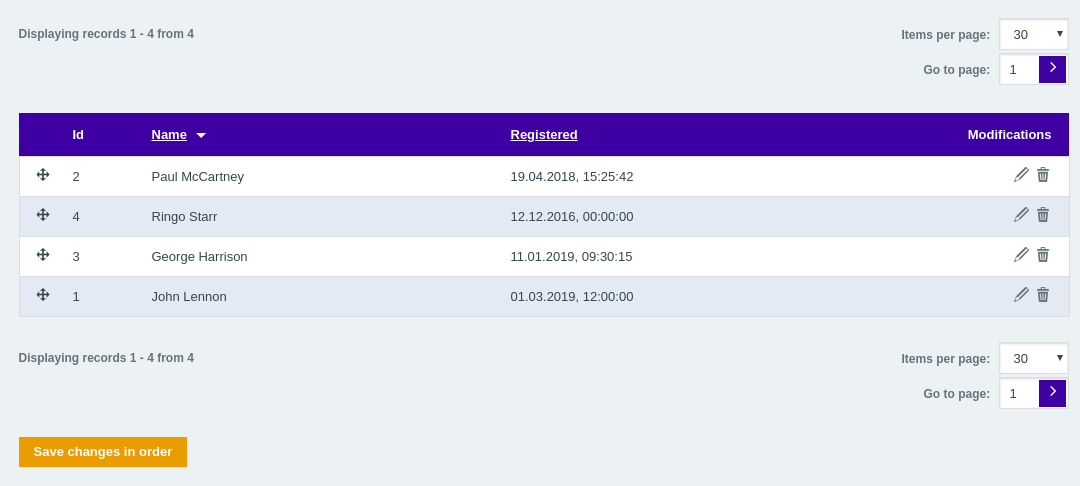 Displaying records 1 - 4 from 4
Items per page: 30
Go to page: 1
Id Name Registered Modifications
2 Paul McCartney 19.04.2018, 15:25:42
4 Ringo Starr 12.12.2016, 00:00:00
3 George Harrison 11.01.2019, 09:30:15
1 John Lennon 01.03.2019, 12:00:00
Displaying records 1 - 4 from 4
Items per page: 30
Go to page: 1
Save changes in order